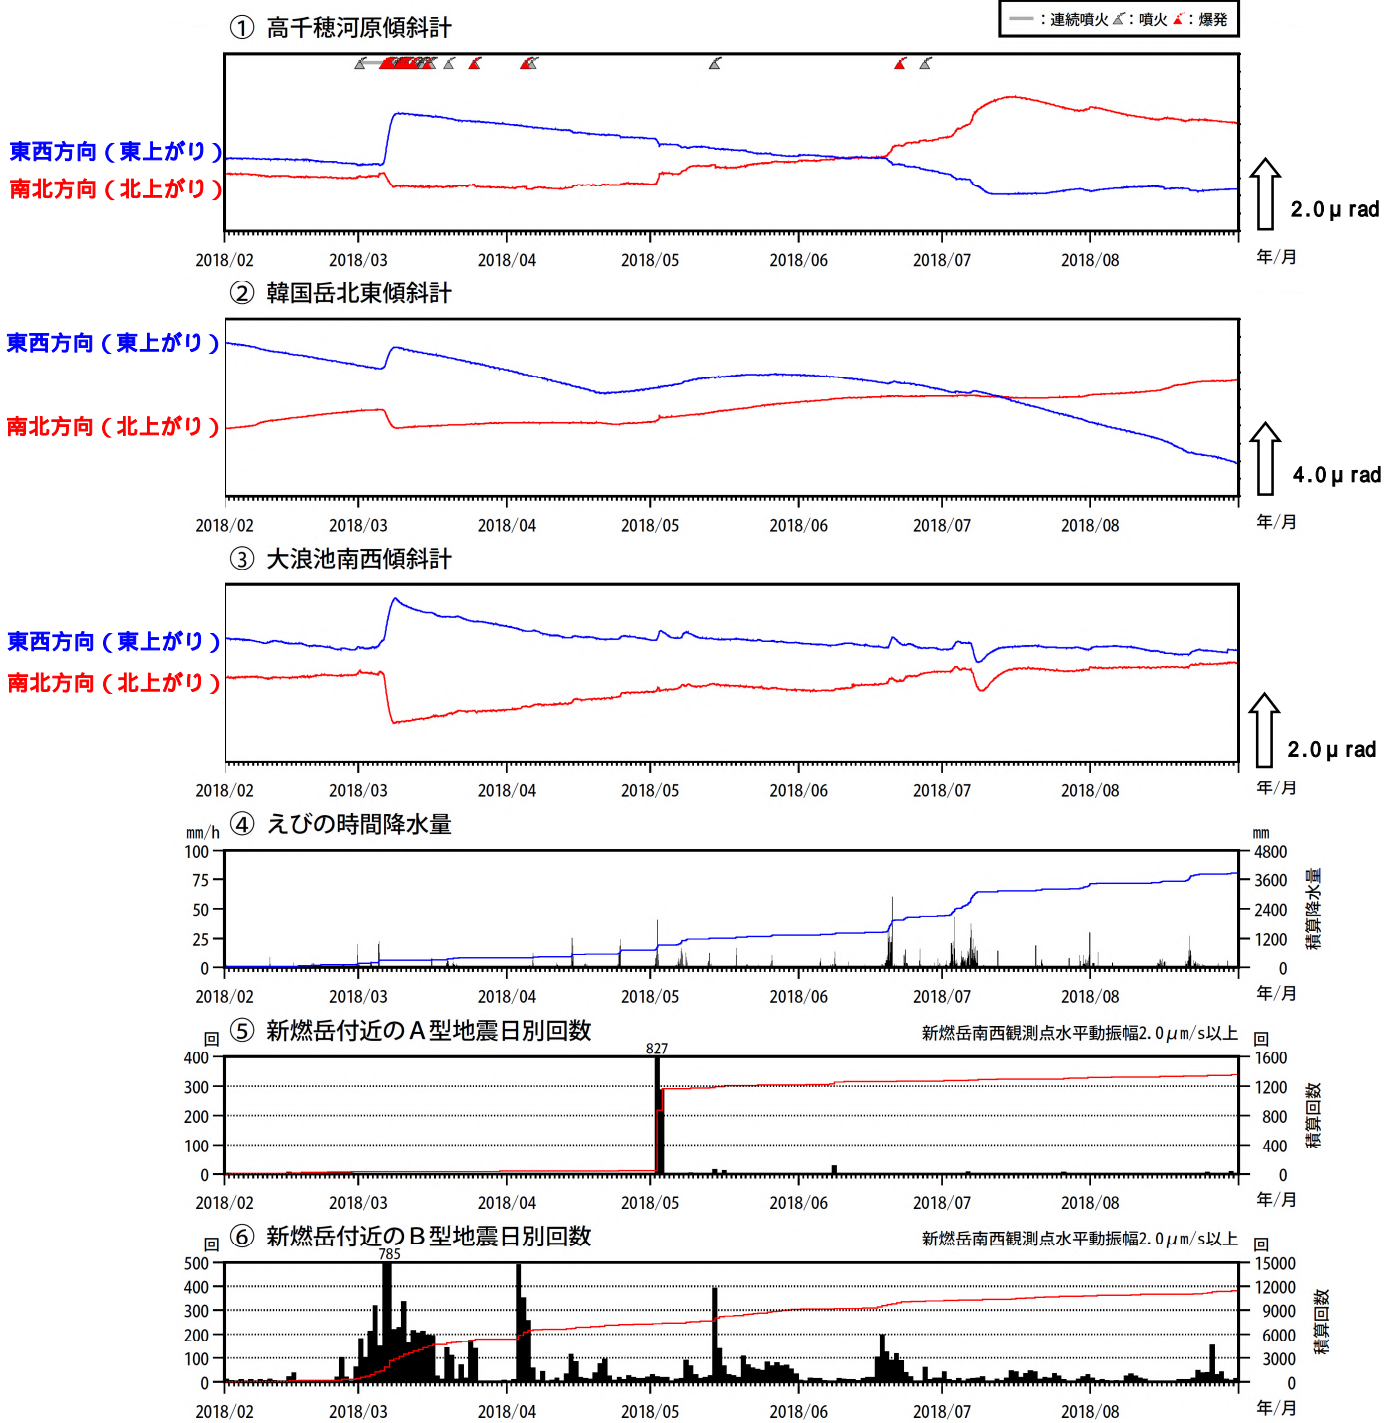 ━：連続噴火 ：噴火 ：爆発
① 高千穂河原傾斜計
東西方向（東上がり）
南北方向（北上がり）
2.0μ rad
2018/02 2018/03 2018/04 2018/05 2018/06 2018/07 2018/08 年/月
② 韓国岳北東傾斜計
東西方向（東上がり）
南北方向（北上がり）
4.0μ rad
2018/02 2018/03 2018/04 2018/05 2018/06 2018/07 2018/08 年/月
③ 大浪池南西傾斜計
東西方向（東上がり）
南北方向（北上がり）
2.0μ rad
2018/02 2018/03 2018/04 2018/05 2018/06 2018/07 2018/08 年/月
mm/h ④ えびの時間降水量 mm
100 4800
75 3600
50 2400
25 1200
0 0
積算降水量
2018/02 2018/03 2018/04 2018/05 2018/06 2018/07 2018/08 年/月
回 ⑤ 新燃岳付近のＡ型地震日別回数 新燃岳南西観測点水平動振幅2.0μm/s以上 回
827
400 1600
300 1200
200 800
100 400
0 0
積算回数
2018/02 2018/03 2018/04 2018/05 2018/06 2018/07 2018/08 年/月
回 ⑥ 新燃岳付近のＢ型地震日別回数 新燃岳南西観測点水平動振幅2.0μm/s以上 回
785
500 15000
400 12000
300 9000
200 6000
100 3000
0 0
積算回数
2018/02 2018/03 2018/04 2018/05 2018/06 2018/07 2018/08 年/月